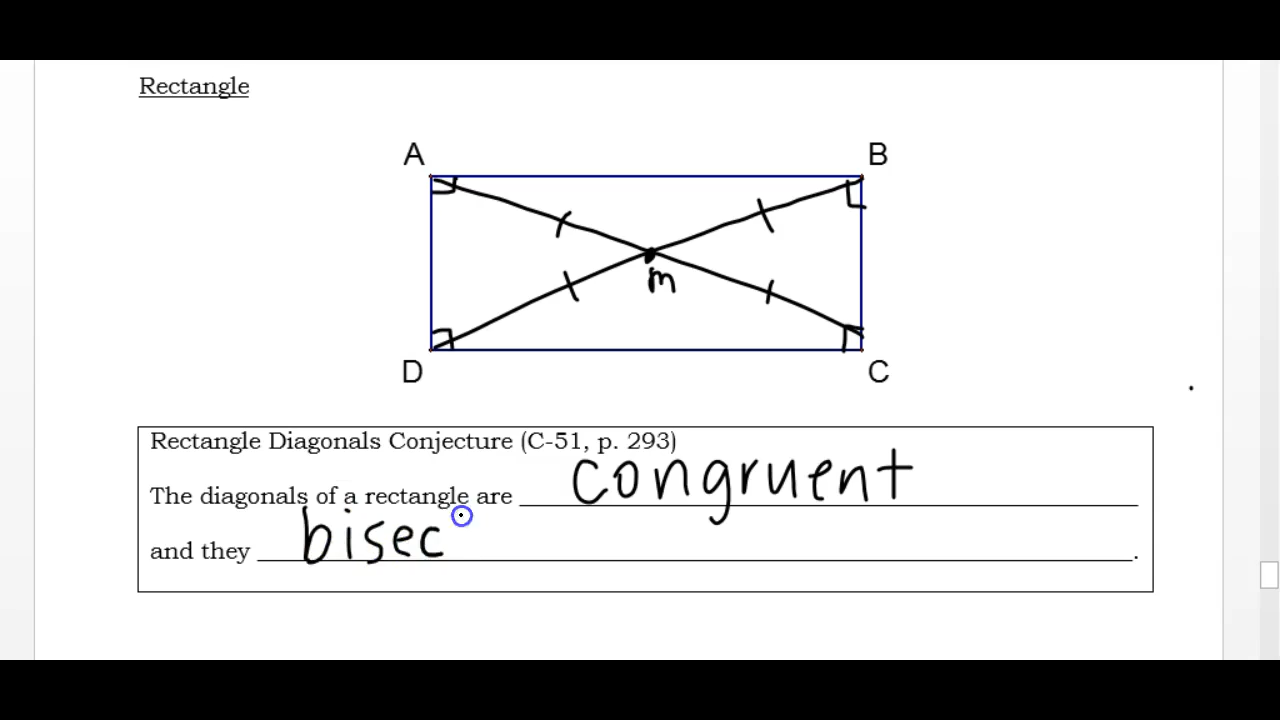 Rectangle
A B
m
D C
Rectangle Diagonals Conjecture (C-51, p. 293)
The diagonals of a rectangle are congruent
and they bisec .